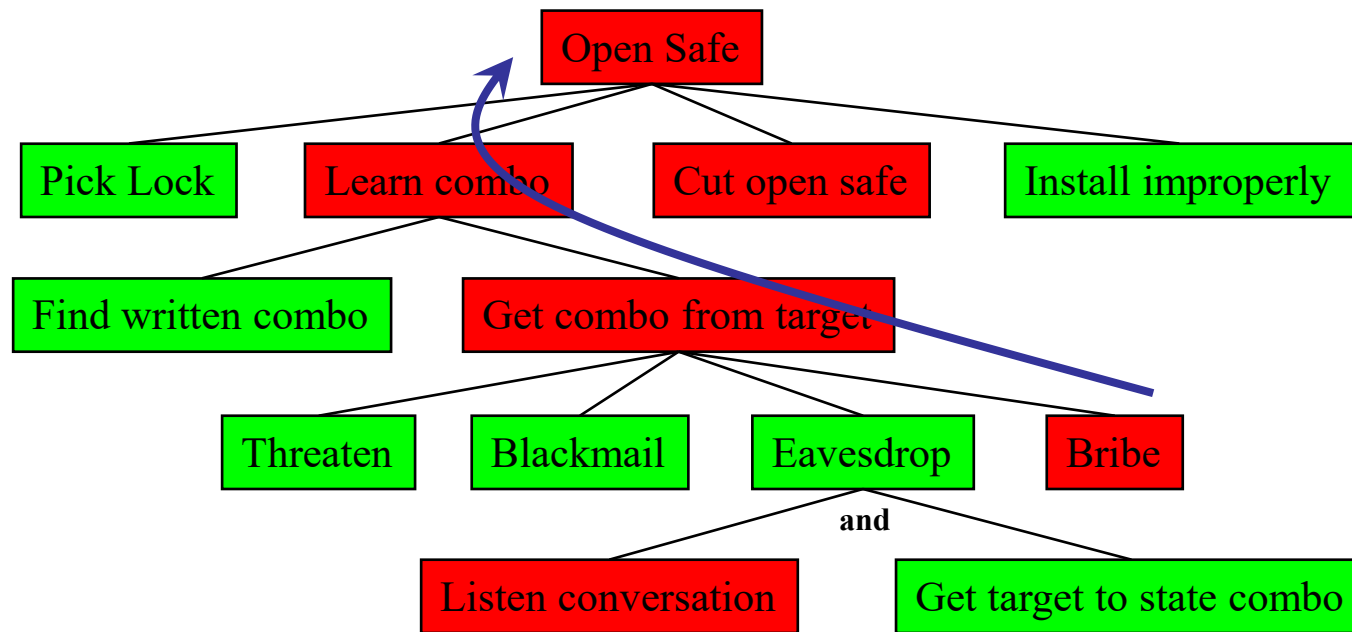 Open Safe
Pick Lock
Learn combo
Cut open safe
Install improperly
Find written combo
Get combo from target
Threaten
Blackmail
Eavesdrop
Bribe
and
Listen conversation
Get target to state combo